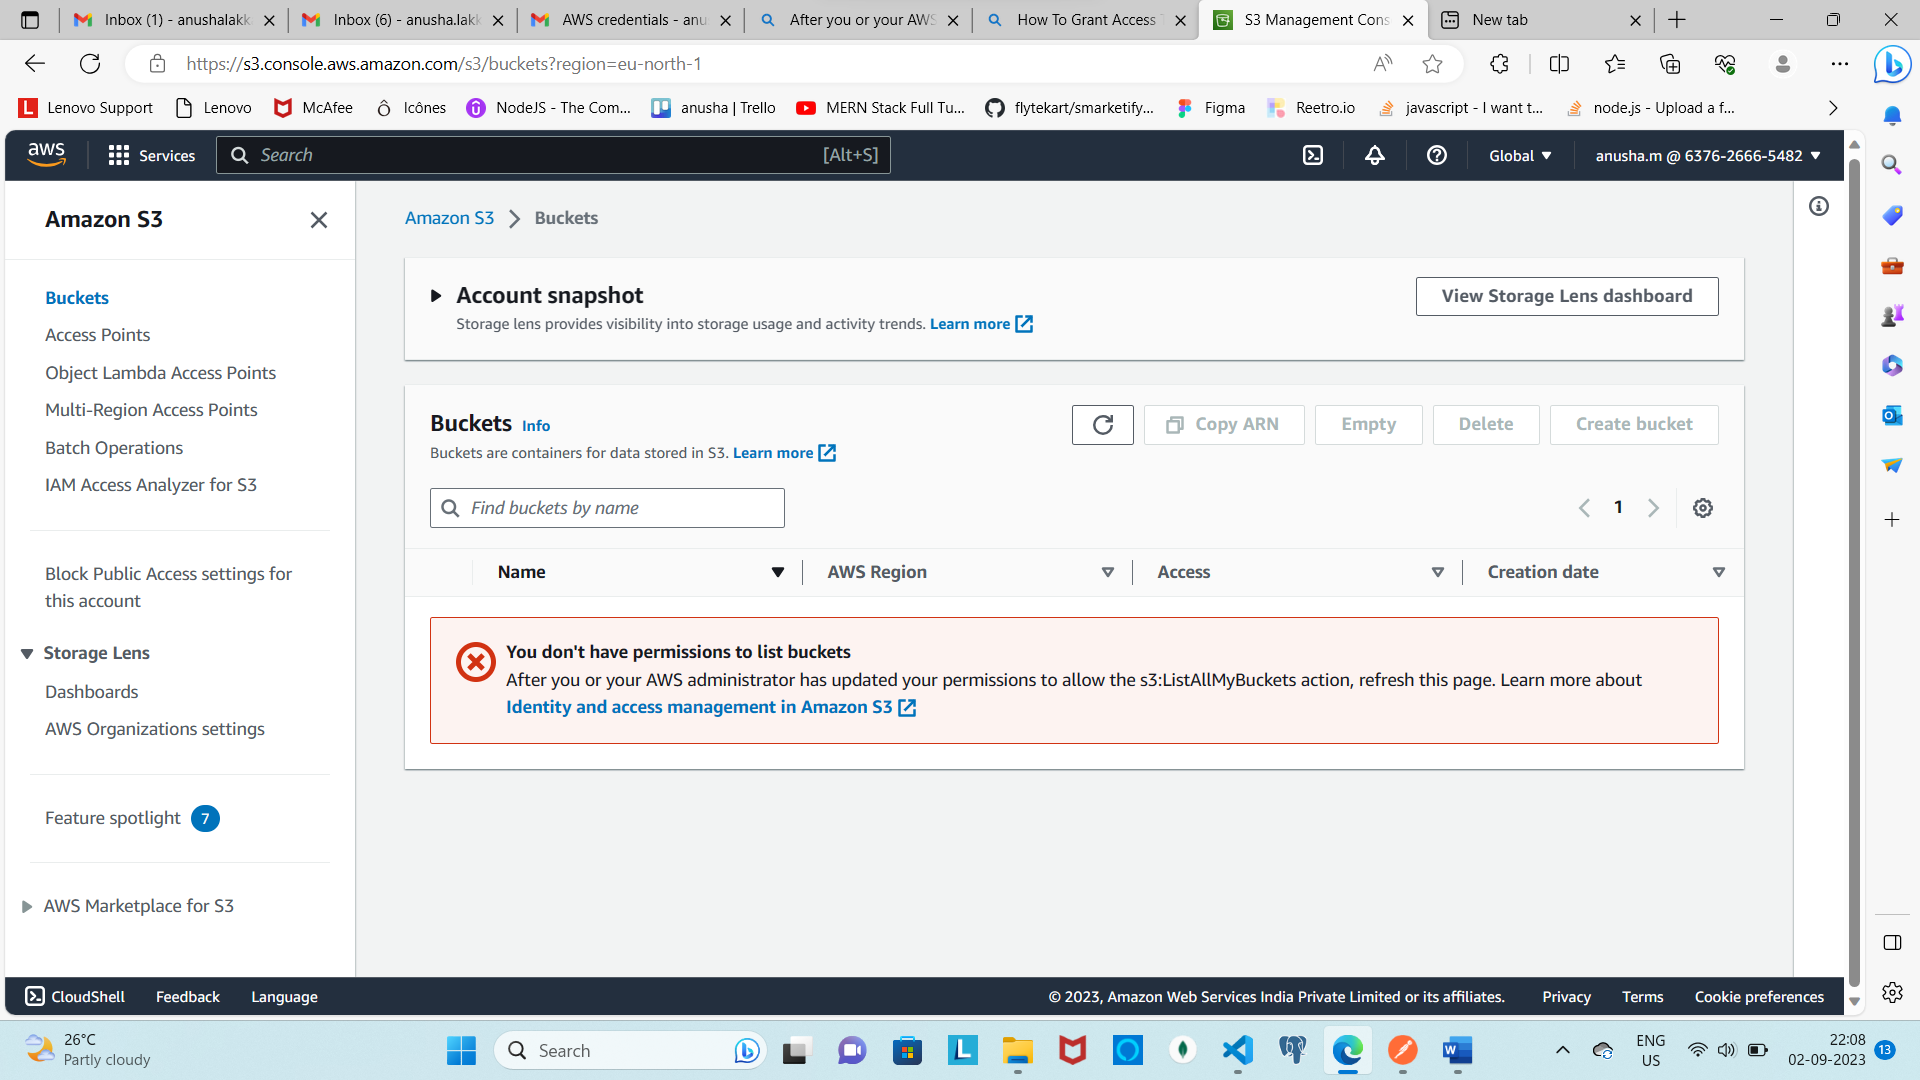 Inbox (1) - anushalakk
Inbox (6) - anusha.lakk
AWS credentials - anu
After you or your AWS
How To Grant Access T
S3 Management Cons
New tab
https://s3.console.aws.amazon.com/s3/buckets?region=eu-north-1
Lenovo Support
Lenovo
McAfee
Icônes
NodeJS - The Com...
anusha | Trello
MERN Stack Full Tu...
flytekart/smarketify...
Figma
Reetro.io
javascript - I want t...
node.js - Upload a f...
aws
Services
Search
[Alt+S]
Global
anusha.m @ 6376-2666-5482
Amazon S3
Buckets
Access Points
Object Lambda Access Points
Multi-Region Access Points
Batch Operations
IAM Access Analyzer for S3
Block Public Access settings for
this account
Storage Lens
Dashboards
AWS Organizations settings
Feature spotlight 7
AWS Marketplace for S3
Amazon S3 > Buckets
Account snapshot
Storage lens provides visibility into storage usage and activity trends. Learn more
View Storage Lens dashboard
Buckets Info
Buckets are containers for data stored in S3. Learn more
Copy ARN
Empty
Delete
Create bucket
Find buckets by name
1
Name
AWS Region
Access
Creation date
You don't have permissions to list buckets
After you or your AWS administrator has updated your permissions to allow the s3:ListAllMyBuckets action, refresh this page. Learn more about
Identity and access management in Amazon S3
CloudShell
Feedback
Language
© 2023, Amazon Web Services India Private Limited or its affiliates.
Privacy
Terms
Cookie preferences
26°C
Partly cloudy
Search
ENG
US
22:08
02-09-2023
13